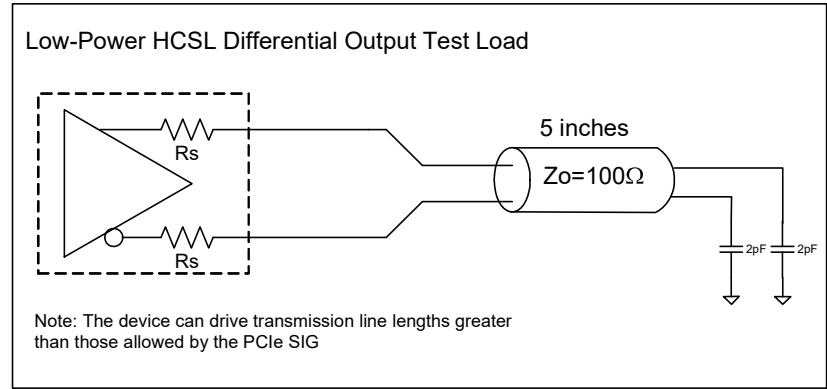 Low-Power HCSL Differential Output Test Load
5 inches
Rs
Zo=100Ω
Rs
2pF
2pF
Note: The device can drive transmission line lengths greater
than those allowed by the PCIe SIG